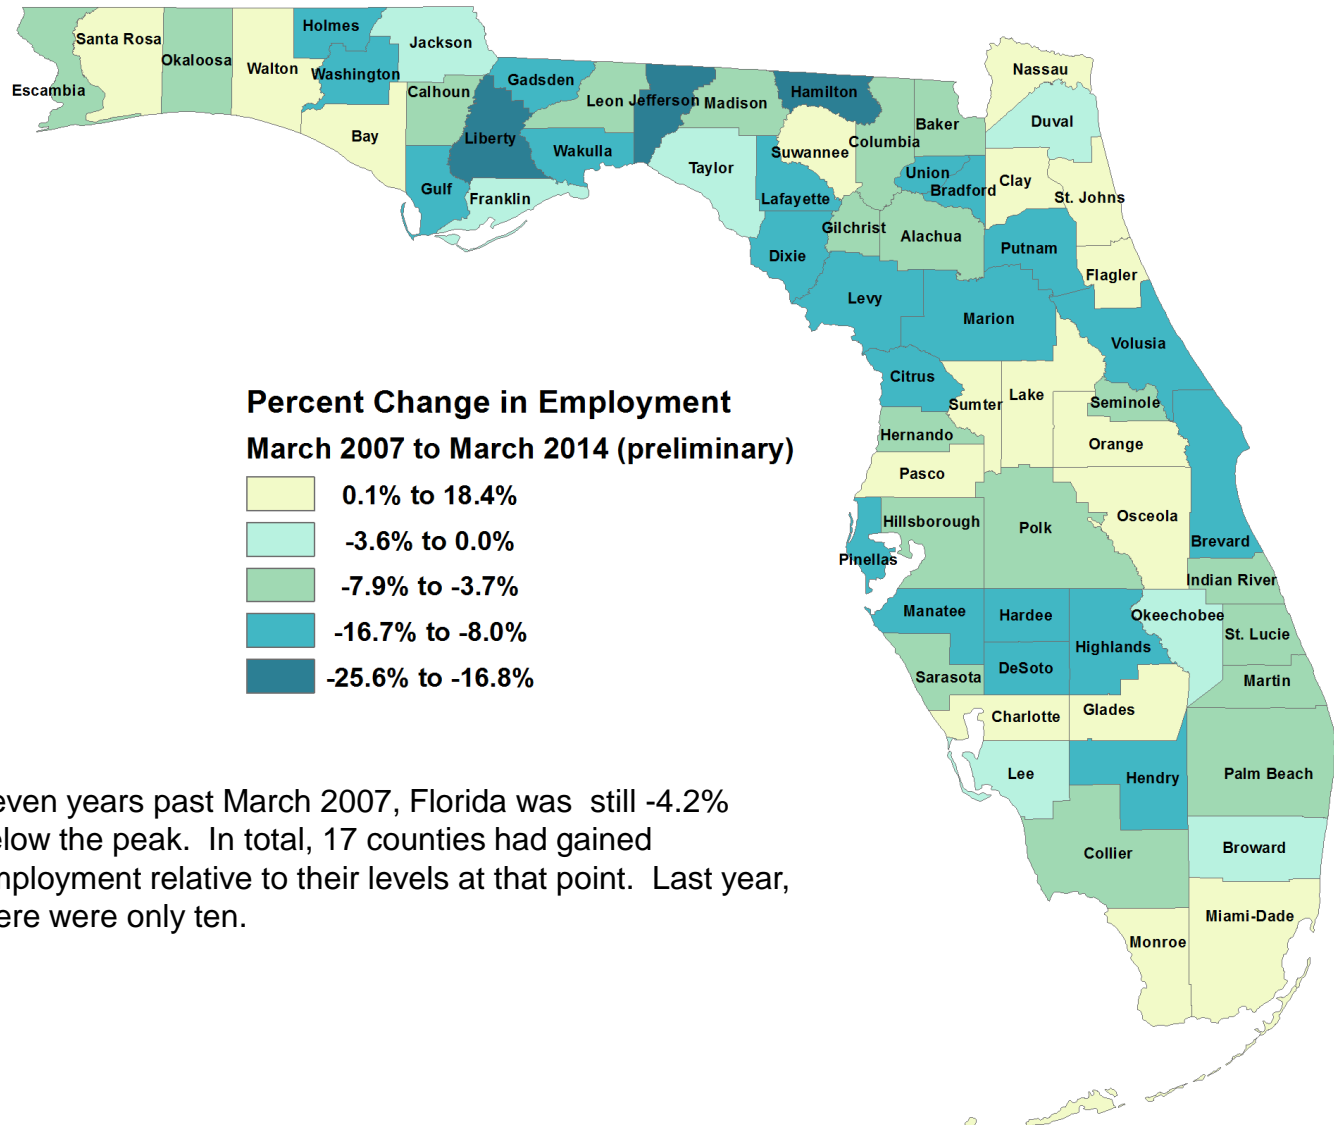 Holmes
Jackson
Santa Rosa
Okaloosa
Walton
Washington
Escambia
Calhoun
Gadsden
Leon
Jefferson
Madison
Hamilton
Nassau
Duval
Baker
Bay
Liberty
Wakulla
Taylor
Suwannee
Columbia
Union
Bradford
Clay
St. Johns
Gulf
Franklin
Lafayette
Gilchrist
Alachua
Putnam
Dixie
Flagler
Levy
Marion
Volusia
Citrus
Sumter
Lake
Seminole
Hernando
Orange
Pasco
Osceola
Hillsborough
Polk
Brevard
Pinellas
Indian River
Manatee
Hardee
Highlands
Okeechobee
St. Lucie
DeSoto
Sarasota
Martin
Charlotte
Glades
Lee
Hendry
Palm Beach
Collier
Broward
Monroe
Miami-Dade
Percent Change in Employment
March 2007 to March 2014 (preliminary)
0.1% to 18.4%
-3.6% to 0.0%
-7.9% to -3.7%
-16.7% to -8.0%
-25.6% to -16.8%
even years past March 2007, Florida was still -4.2%
elow the peak. In total, 17 counties had gained
mployment relative to their levels at that point. Last year,
ere were only ten.